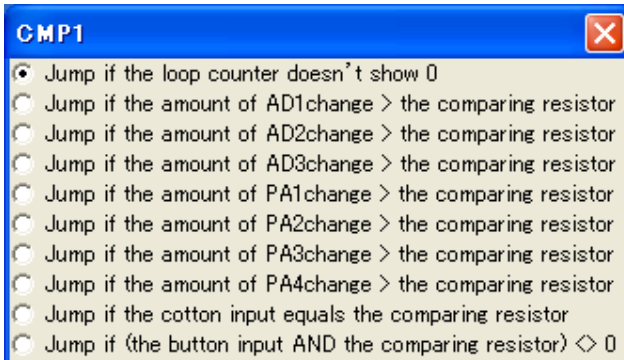 CMP1
Jump if the loop counter doesn't show 0
Jump if the amount of AD1change > the comparing resistor
Jump if the amount of AD2change > the comparing resistor
Jump if the amount of AD3change > the comparing resistor
Jump if the amount of PA1change > the comparing resistor
Jump if the amount of PA2change > the comparing resistor
Jump if the amount of PA3change > the comparing resistor
Jump if the amount of PA4change > the comparing resistor
Jump if the cotton input equals the comparing resistor
Jump if (the button input AND the comparing resistor) <> 0